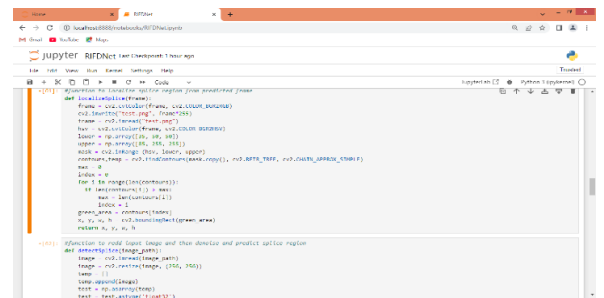 Home
RIFDNet
localhost:8888/notebooks/RIFDNet.ipynb
Gmail YouTube Maps
jupyter RIFDNet Last Checkpoint: 1 hour ago
File Edit View Run Kernel Settings Help
Trusted
Code
JupyterLab
Python 3 (ipykernel)
#function to localize splice region from predicted frame
def localizeSplice(frame):
frame = cv2.cvtColor(frame, cv2.COLOR_BGR2RGB)
cv2.imwrite("test.png", frame*255)
frame = cv2.imread("test.png")
hsv = cv2.cvtColor(frame, cv2.COLOR_BGR2HSV)
lower = np.array([35, 50, 50])
upper = np.array([85, 255, 255])
mask = cv2.inRange (hsv, lower, upper)
contours,temp = cv2.findContours(mask.copy(), cv2.RETR_TREE, cv2.CHAIN_APPROX_SIMPLE)
max = 0
index = 0
for i in range(len(contours)):
if len(contours[i]) > max:
max = len(contours[i])
index = i
green_area = contours[index]
x, y, w, h = cv2.boundingRect(green_area)
return x, y, w, h
#function to read input image and then denoise and predict splice region
def detectSplice(image_path):
image = cv2.imread(image_path)
image = cv2.resize(image, (256, 256))
temp = []
temp.append(image)
test = np.asarray(temp)
test = test.astype('float32')